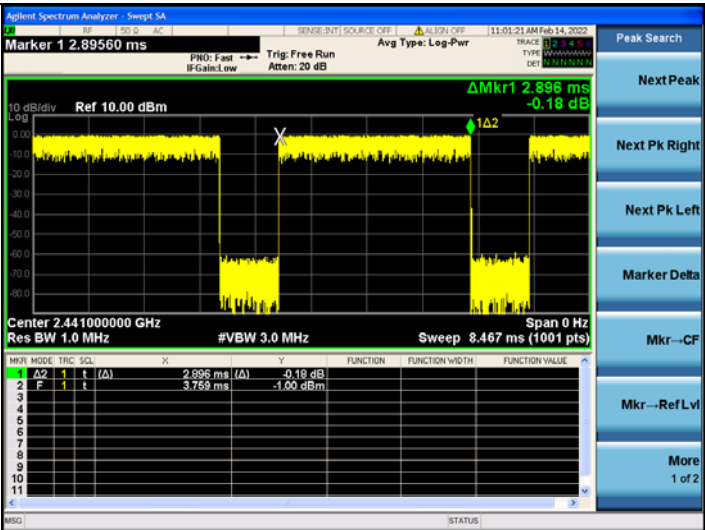 Agilent Spectrum Analyzer - Swept SA
RF 50 Ω AC SENSE:INT SOURCE OFF ALIGN OFF 11:01:21 AM Feb 14, 2022
Marker 1 2.89560 ms
PNO: Fast
IFGain:Low
Trig: Free Run
Atten: 20 dB
Avg Type: Log-Pwr
TRACE 1 2 3 4 5 6
TYPE
DET N N N N N N
ΔMkr1 2.896 ms
-0.18 dB
10 dB/div Ref 10.00 dBm
Log
1Δ2
0.00
-10.0
-20.0
-30.0
-40.0
-50.0
-60.0
-70.0
-80.0
Center 2.441000000 GHz Span 0 Hz
Res BW 1.0 MHz #VBW 3.0 MHz Sweep 8.467 ms (1001 pts)
MKR MODE TRC SCL X Y FUNCTION FUNCTION WIDTH FUNCTION VALUE
1 Δ2 1 t (Δ) 2.896 ms (Δ) -0.18 dB
2 F 1 t 3.759 ms -1.00 dBm
3
4
5
6
7
8
9
10
11
MSG STATUS
Peak Search
Next Peak
Next Pk Right
Next Pk Left
Marker Delta
Mkr→CF
Mkr→Ref Lvl
More
1 of 2